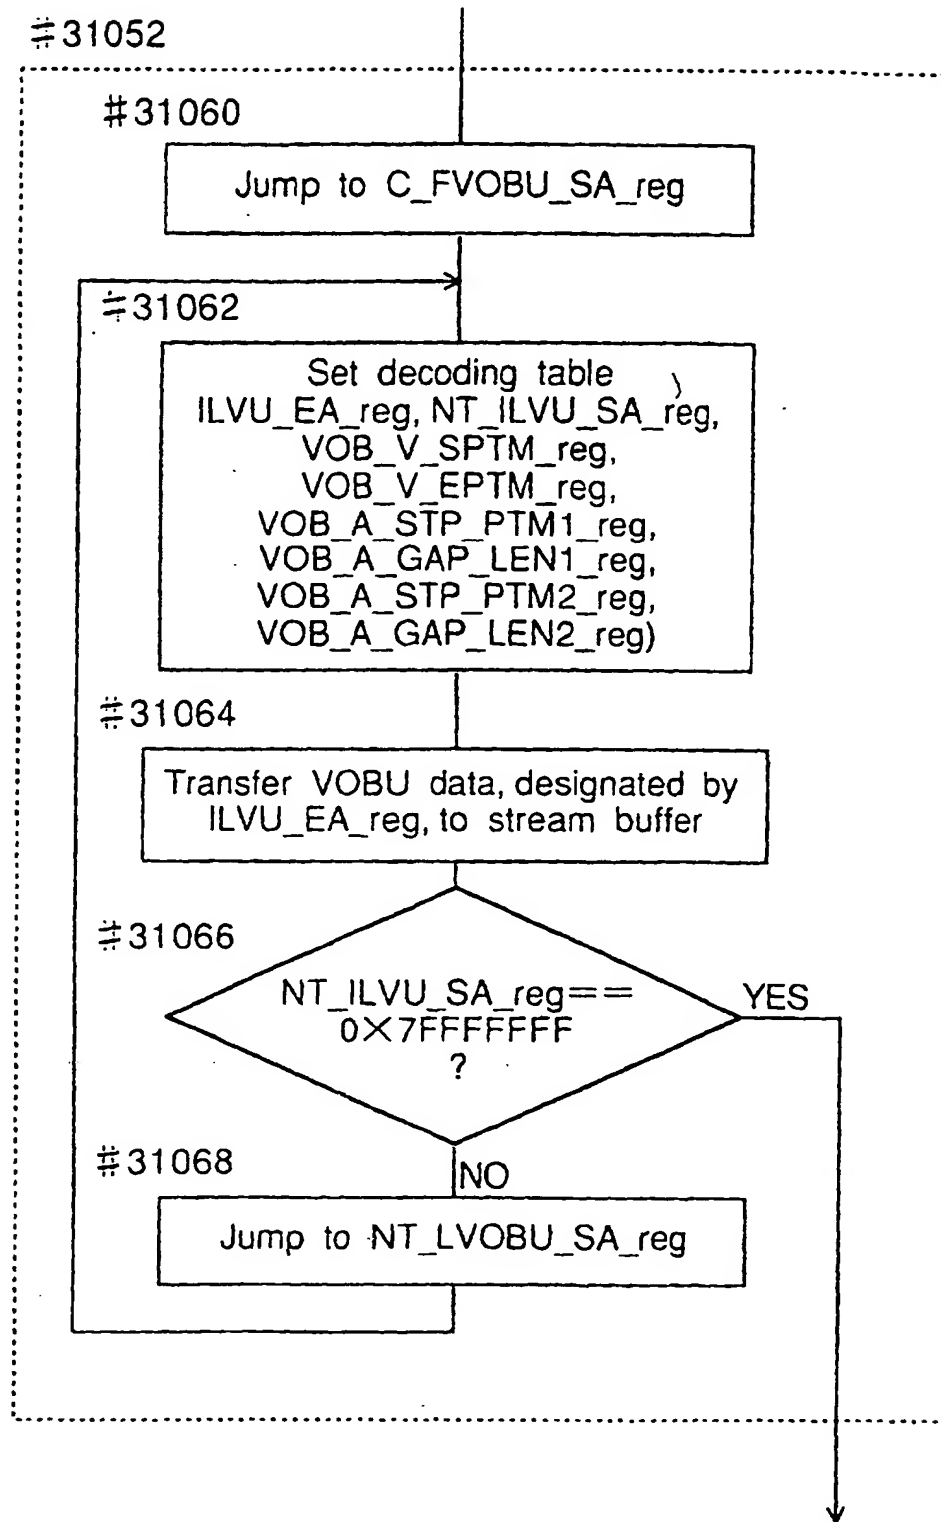 #31052
#31060
Jump to C_FVOBU_SA_reg
#31062
Set decoding table
ILVU_EA_reg, NT_ILVU_SA_reg,
VOB_V_SPTM_reg,
VOB_V_EPTM_reg,
VOB_A_STP_PTM1_reg,
VOB_A_GAP_LEN1_reg,
VOB_A_STP_PTM2_reg,
VOB_A_GAP_LEN2_reg)
#31064
Transfer VOBU data, designated by
ILVU_EA_reg, to stream buffer
#31066
NT_ILVU_SA_reg==
0X7FFFFFFF
?
YES
#31068
NO
Jump to NT_LVOBU_SA_reg